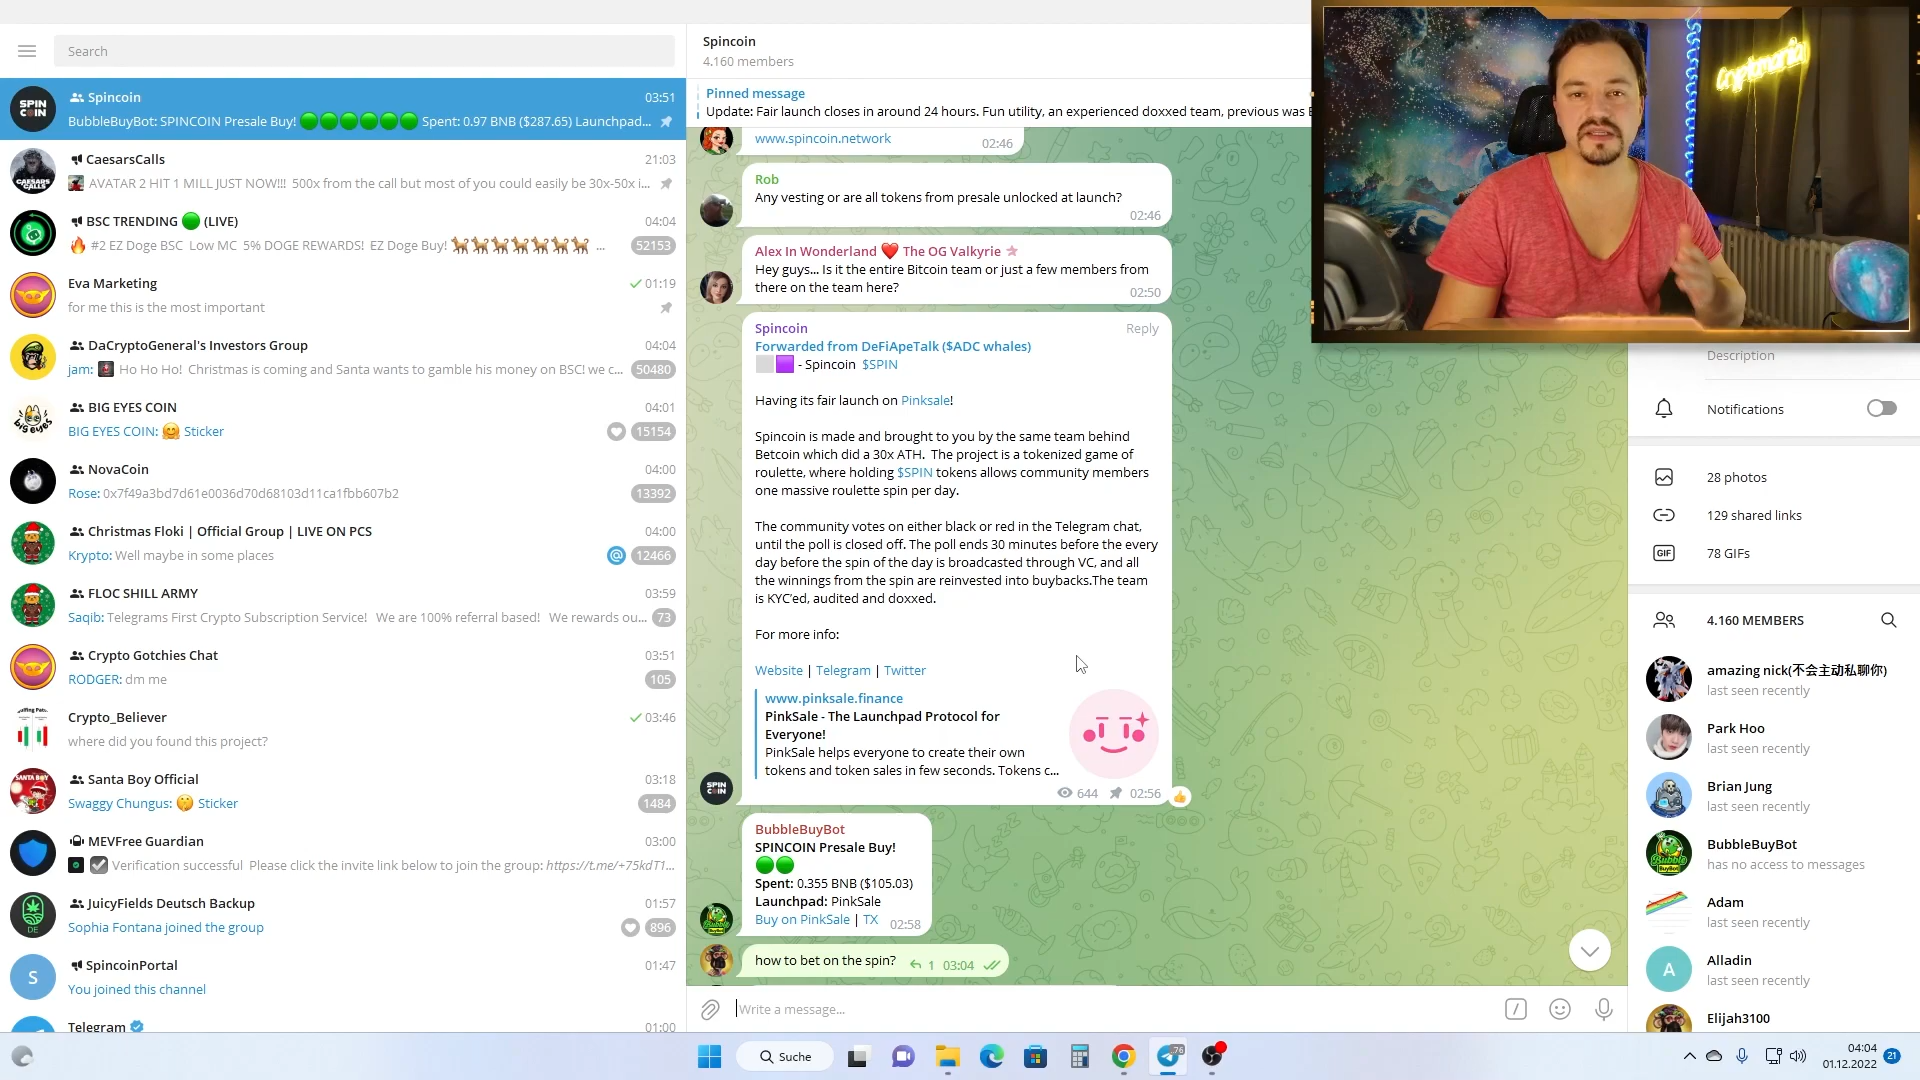 Search
SPIN COIN
Spincoin
03:51
BubbleBuyBot: SPINCOIN Presale Buy! 🟢🟢🟢🟢🟢🟢 Spent: 0.97 BNB ($287.65) Launchpad...
CAESARS CALLS
CaesarsCalls
21:03
AVATAR 2 HIT 1 MILL JUST NOW!!! 500x from the call but most of you could easily be 30x-50x i...
BSC TRENDING 🟢 (LIVE)
04:04
🔥 #2 EZ Doge BSC Low MC 5% DOGE REWARDS! EZ Doge Buy! 🐕🐕🐕🐕🐕🐕🐕 ...
52153
Eva Marketing
01:19
for me this is the most important
DaCryptoGeneral's Investors Group
04:04
jam: Ho Ho Ho! Christmas is coming and Santa wants to gamble his money on BSC! we c...
50480
big eyes
BIG EYES COIN
04:01
BIG EYES COIN: 🤗 Sticker
15154
NovaCoin
04:00
Rose: 0x7f49a3bd7d61e0036d70d68103d11ca1fbb607b2
13392
Christmas Floki | Official Group | LIVE ON PCS
04:00
Krypto: Well maybe in some places
@
12466
FLOC SHILL ARMY
03:59
Saqib: Telegrams First Crypto Subscription Service! We are 100% referral based! We rewards ou...
73
Crypto Gotchies Chat
03:51
RODGER: dm me
105
Crypto_Believer
03:46
where did you found this project?
SANTA BOY
Santa Boy Official
03:18
Swaggy Chungus: 🤫 Sticker
1484
MEVFree Guardian
03:00
Verification successful Please click the invite link below to join the group: https://t.me/+75kdT1...
DE
JuicyFields Deutsch Backup
01:57
Sophia Fontana joined the group
896
S
SpincoinPortal
01:47
You joined this channel
Telegram
01:00
Spincoin
4.160 members
Pinned message
Update: Fair launch closes in around 24 hours. Fun utility, an experienced doxxed team, previous was
www.spincoin.network
02:46
Rob
Any vesting or are all tokens from presale unlocked at launch?
02:46
Alex In Wonderland ❤️ The OG Valkyrie
Hey guys... Is it the entire Bitcoin team or just a few members from
there on the team here?
02:50
Spincoin
Reply
Forwarded from DeFiApeTalk ($ADC whales)
⬜🟪 - Spincoin $SPIN
Having its fair launch on Pinksale!
Spincoin is made and brought to you by the same team behind
Betcoin which did a 30x ATH. The project is a tokenized game of
roulette, where holding $SPIN tokens allows community members
one massive roulette spin per day.
The community votes on either black or red in the Telegram chat,
until the poll is closed off. The poll ends 30 minutes before the every
day before the spin of the day is broadcasted through VC, and all
the winnings from the spin are reinvested into buybacks.The team
is KYC'ed, audited and doxxed.
For more info:
Website | Telegram | Twitter
www.pinksale.finance
PinkSale - The Launchpad Protocol for
Everyone!
PinkSale helps everyone to create their own
tokens and token sales in few seconds. Tokens c...
644
02:56
👍
SPIN COIN
BubbleBuyBot
SPINCOIN Presale Buy!
🟢🟢
Spent: 0.355 BNB ($105.03)
Launchpad: PinkSale
Buy on PinkSale | TX
02:58
how to bet on the spin?
1 03:04
Write a message...
Cryptomania
Description
Notifications
28 photos
129 shared links
GIF
78 GIFs
4.160 MEMBERS
amazing nick(不会主动私聊你)
last seen recently
Park Hoo
last seen recently
Brian Jung
last seen recently
Bubble BuyBot
BubbleBuyBot
has no access to messages
Adam
last seen recently
A
Alladin
last seen recently
Elijah3100
Suche
76
04:04
01.12.2022
21